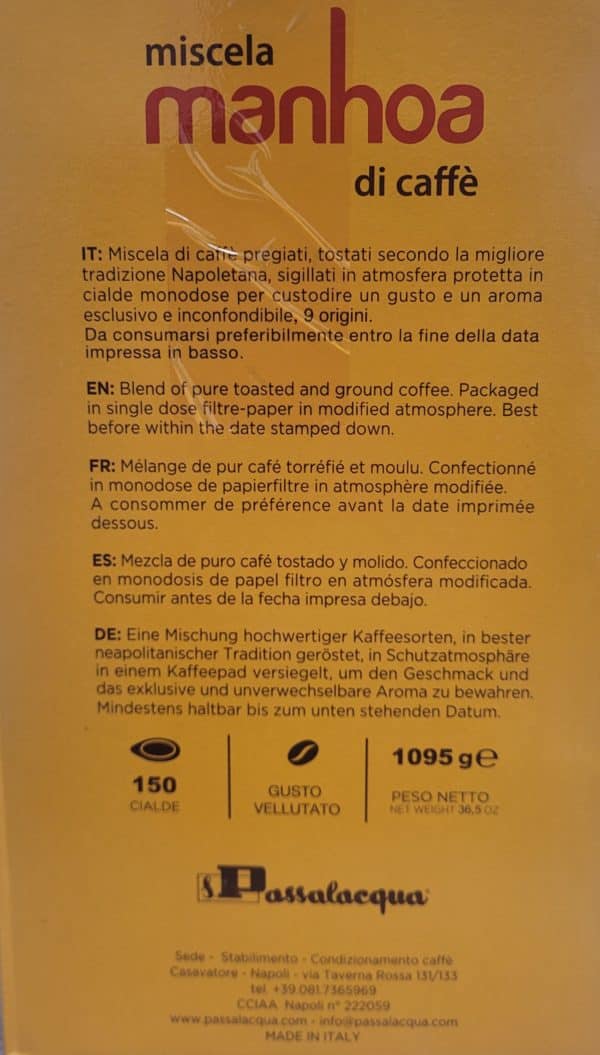 miscela
manhoa
di caffè
IT: Miscela di caffè pregiati, tostati secondo la migliore
tradizione Napoletana, sigillati in atmosfera protetta in
cialde monodose per custodire un gusto e un aroma
esclusivo e inconfondibile, 9 origini.
Da consumarsi preferibilmente entro la fine della data
impressa in basso.
EN: Blend of pure toasted and ground coffee. Packaged
in single dose filtre-paper in modified atmosphere. Best
before within the date stamped down.
FR: Mélange de pur café torréfié et moulu. Confectionné
in monodose de papierfiltre in atmosphère modifiée.
A consommer de préférence avant la date imprimée
dessous.
ES: Mezcla de puro café tostado y molido. Confeccionado
en monodosis de papel filtro en atmósfera modificada.
Consumir antes de la fecha impresa debajo.
DE: Eine Mischung hochwertiger Kaffeesorten, in bester
neapolitanischer Tradition geröstet, in Schutzatmosphäre
in einem Kaffeepad versiegelt, um den Geschmack und
das exklusive und unverwechselbare Aroma zu bewahren.
Mindestens haltbar bis zum unten stehenden Datum.
150
CIALDE
GUSTO
VELLUTATO
1095 g e
PESO NETTO
NET WEIGHT 36,5 OZ
S Passalacqua
Sede - Stabilimento - Condizionamento caffè
Casavatore - Napoli - via Taverna Rossa 131/133
tel. +39.081.7365969
CCIAA Napoli n° 222059
www.passalacqua.com - info@passalacqua.com
MADE IN ITALY